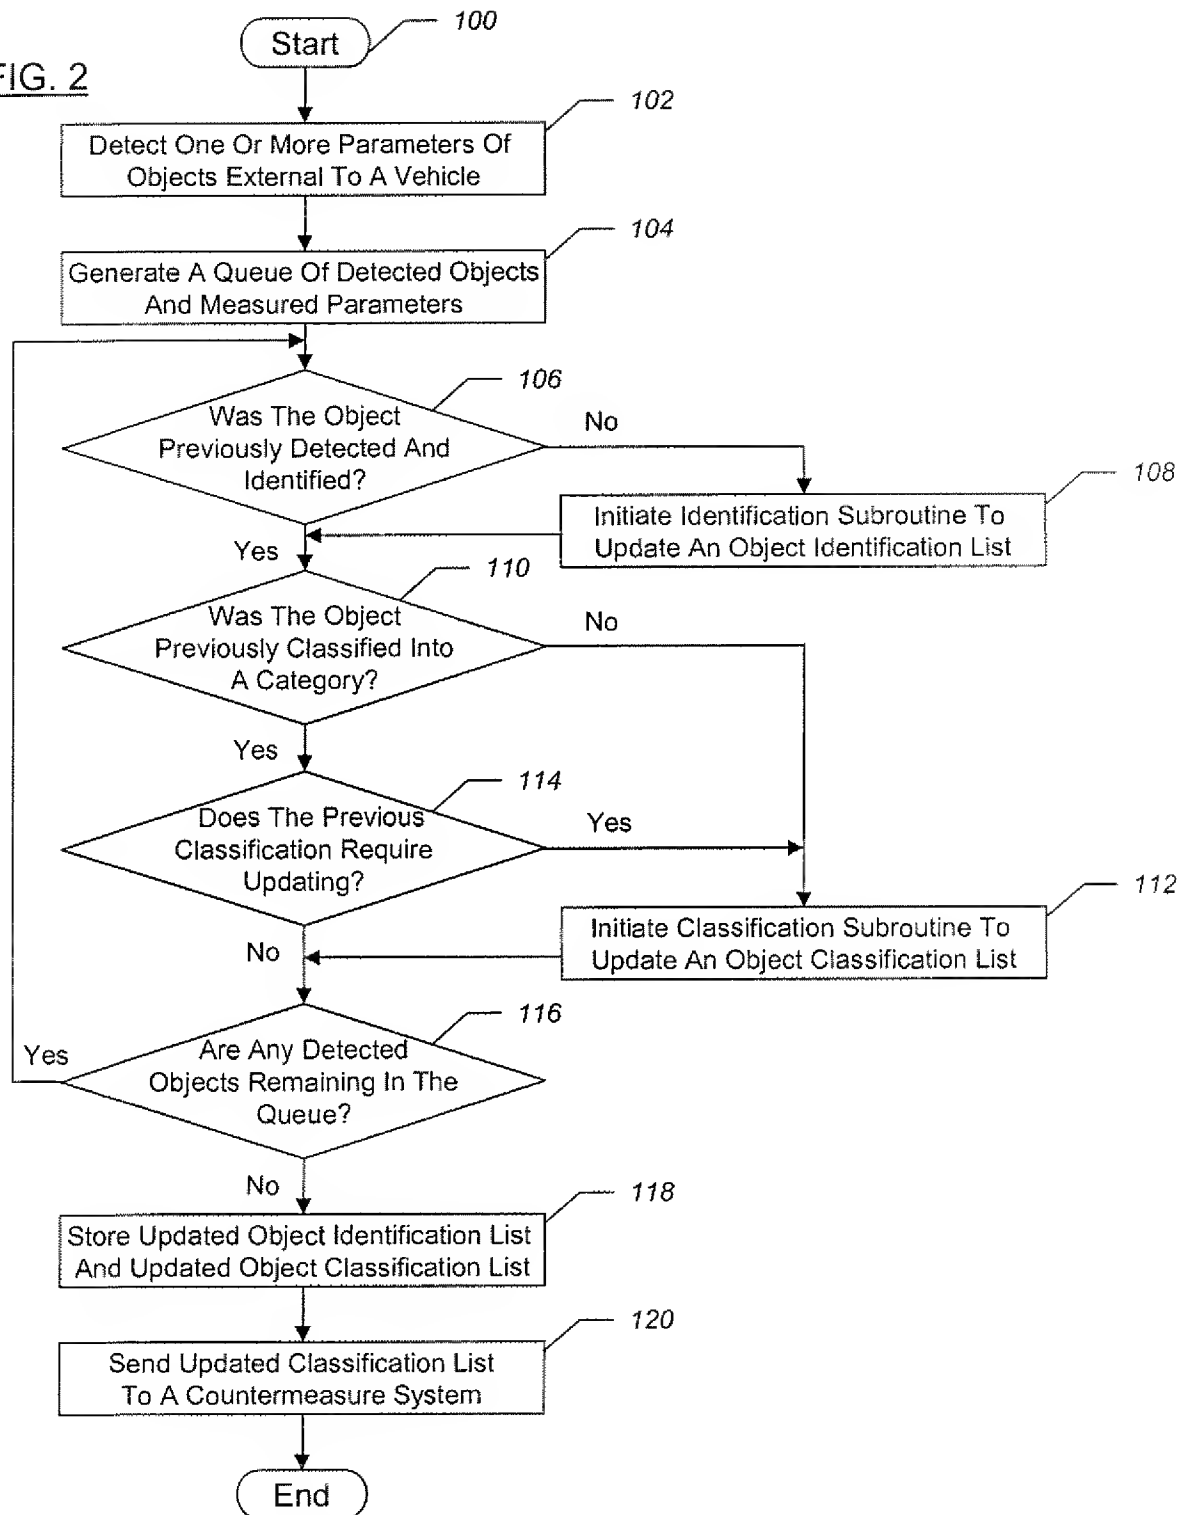 FIG. 2
Start
100
102
Detect One Or More Parameters Of
Objects External To A Vehicle
104
Generate A Queue Of Detected Objects
And Measured Parameters
106
Was The Object
Previously Detected And
Identified?
No
108
Initiate Identification Subroutine To
Update An Object Identification List
Yes
110
Was The Object
Previously Classified Into
A Category?
No
Yes
114
Does The Previous
Classification Require
Updating?
Yes
112
Initiate Classification Subroutine To
Update An Object Classification List
No
116
Are Any Detected
Objects Remaining In The
Queue?
Yes
No
118
Store Updated Object Identification List
And Updated Object Classification List
120
Send Updated Classification List
To A Countermeasure System
End